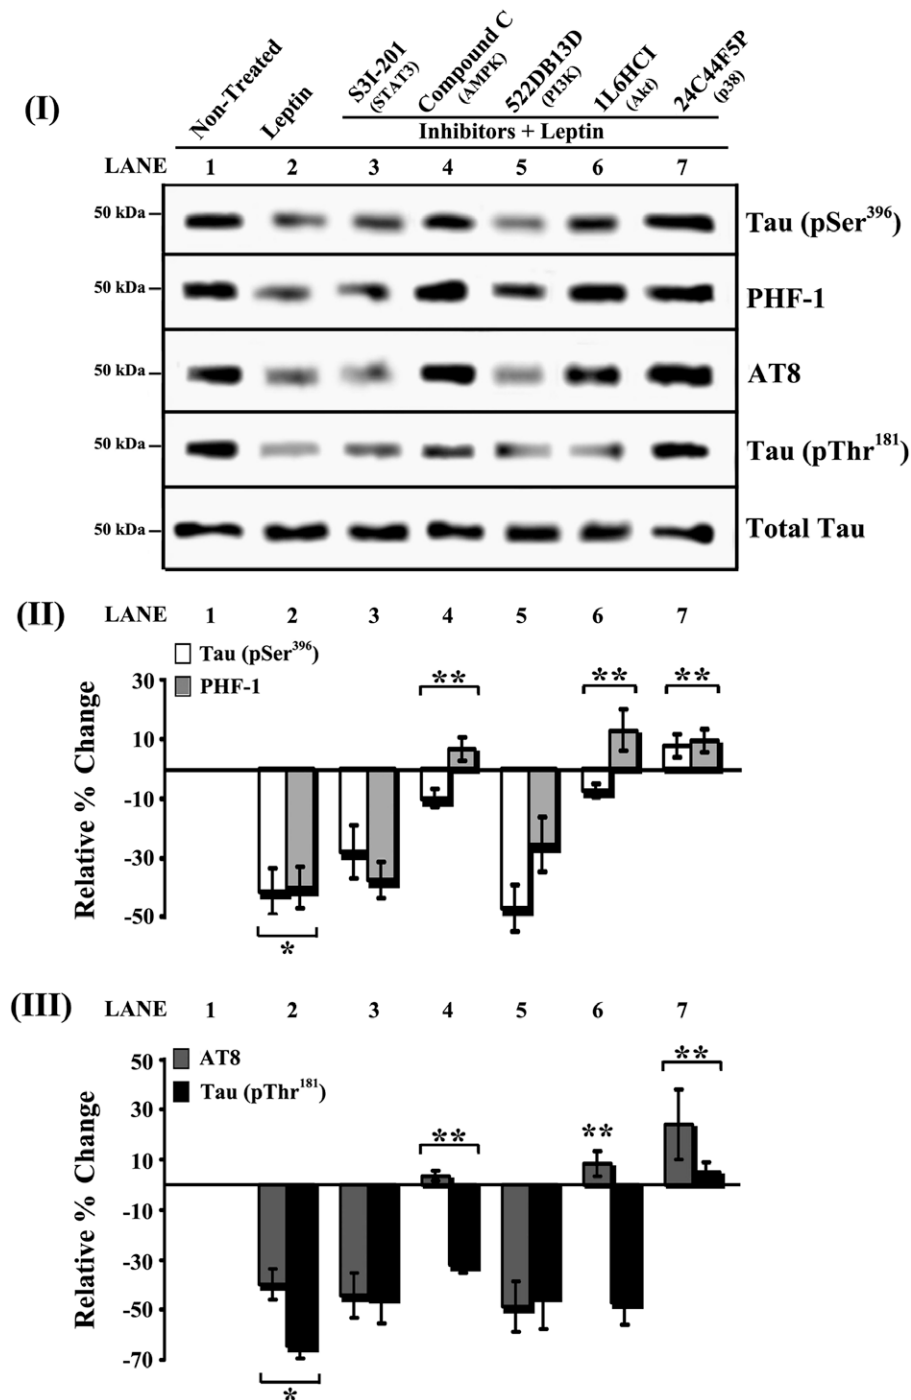 (I)
Non-Treated
Leptin
S3I-201
(STAT3)
Compound C
(AMPK)
522DB13D
(PI3K)
1L6HCI
(Akt)
24C44F5P
(p38)
Inhibitors + Leptin
LANE 1 2 3 4 5 6 7
50 kDa Tau (pSer396)
50 kDa PHF-1
50 kDa AT8
50 kDa Tau (pThr181)
50 kDa Total Tau
(II) LANE 1 2 3 4 5 6 7
Tau (pSer396)
PHF-1
Relative % Change
30
10
-10
-30
-50
**
**
**
*
(III) LANE 1 2 3 4 5 6 7
AT8
Tau (pThr181)
Relative % Change
50
30
10
-10
-30
-50
-70
**
**
**
*